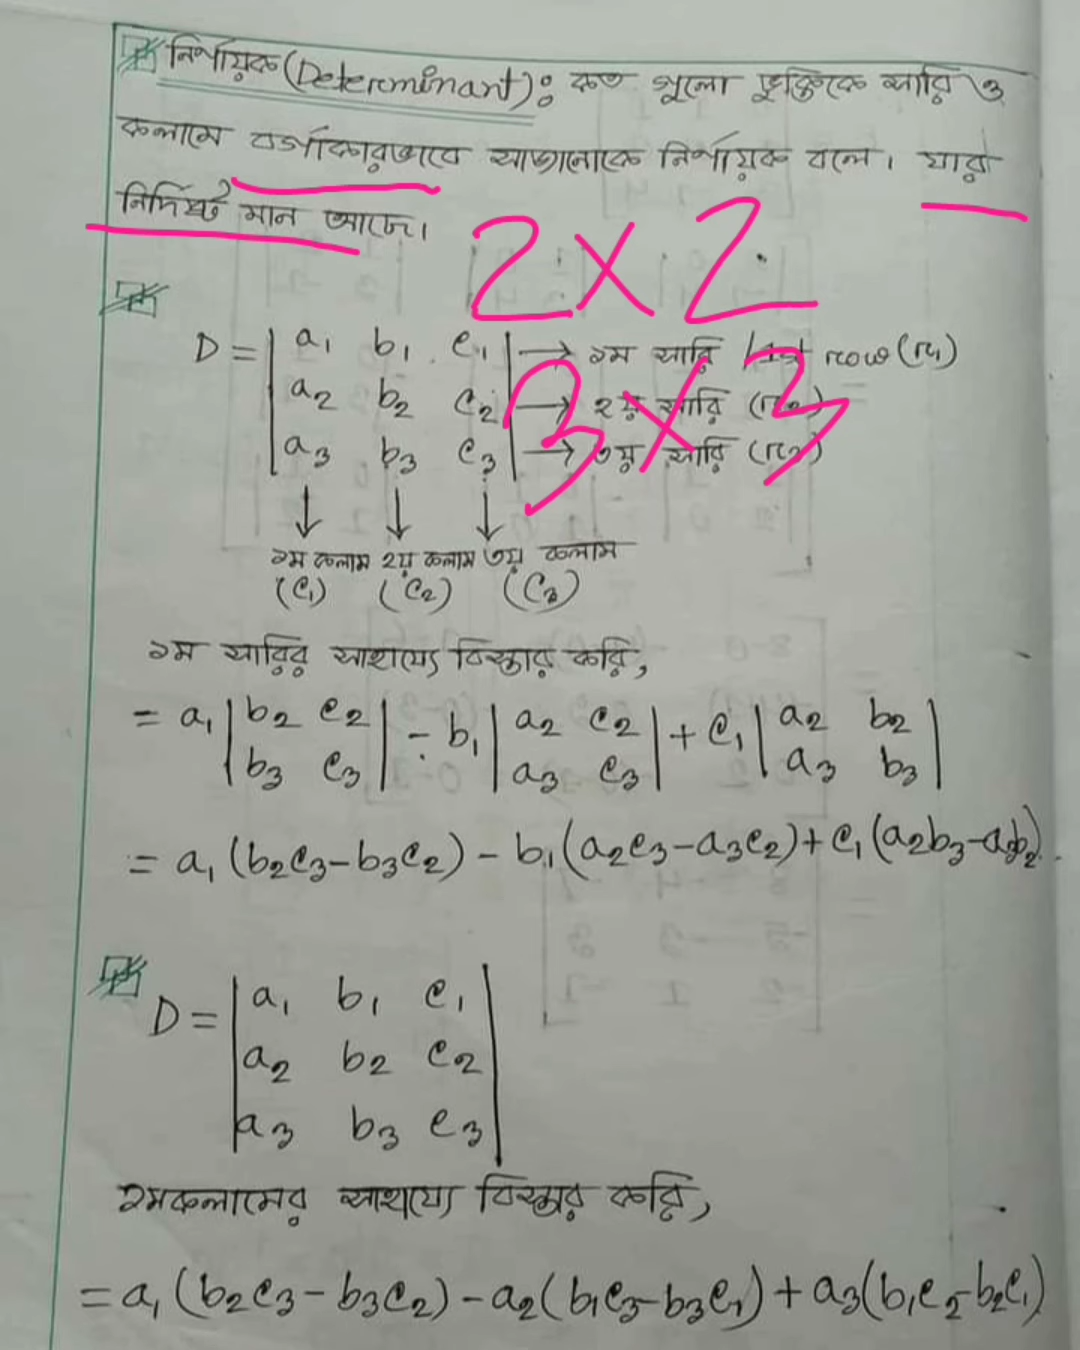 নির্ণায়ক (Determinant): কত গুলো ভুক্তিকে সারি ও
কলামে বর্গাকারভাবে সাজানোকে নির্ণায়ক বলে। যার
নির্দিষ্ট মান আছে।
2 x 2
D = | a1 b1 c1 | → ১ম সারি / 1st row (r1)
| a2 b2 c2 | → ২য় সারি (r2)
| a3 b3 c3 | → ৩য় সারি (r3)
3 x 3
↓ ↓ ↓
১ম কলাম ২য় কলাম ৩য় কলাম
(c1) (c2) (c3)
১ম সারির সাহায্যে বিস্তার করি,
= a1 | b2 c2 | - b1 | a2 c2 | + c1 | a2 b2 |
| b3 c3 | | a3 c3 | | a3 b3 |
= a1 (b2c3-b3c2) - b1 (a2c3-a3c2) + c1 (a2b3-a3b2)
D = | a1 b1 c1 |
| a2 b2 c2 |
| a3 b3 c3 |
১মকলামের সাহায্যে বিস্তার করি,
= a1 (b2c3 - b3c2) - a2 (b1c3-b3c1) + a3 (b1c2-b2c1)